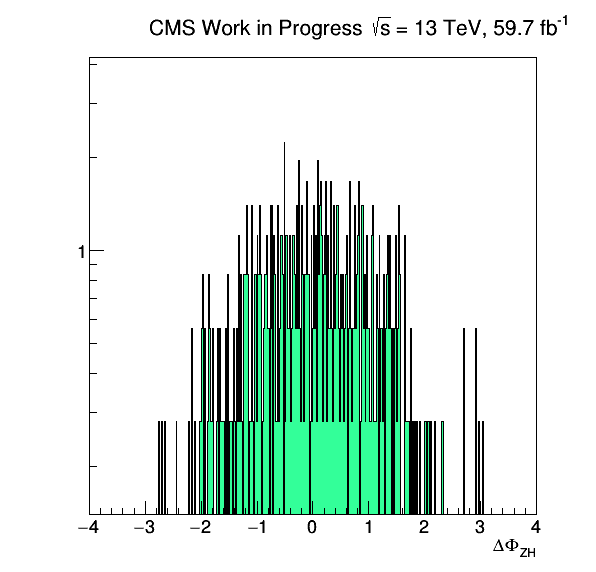 CMS Work in Progress √s = 13 TeV, 59.7 fb⁻¹
1
−4 −3 −2 −1 0 1 2 3 4
ΔΦ_ZH